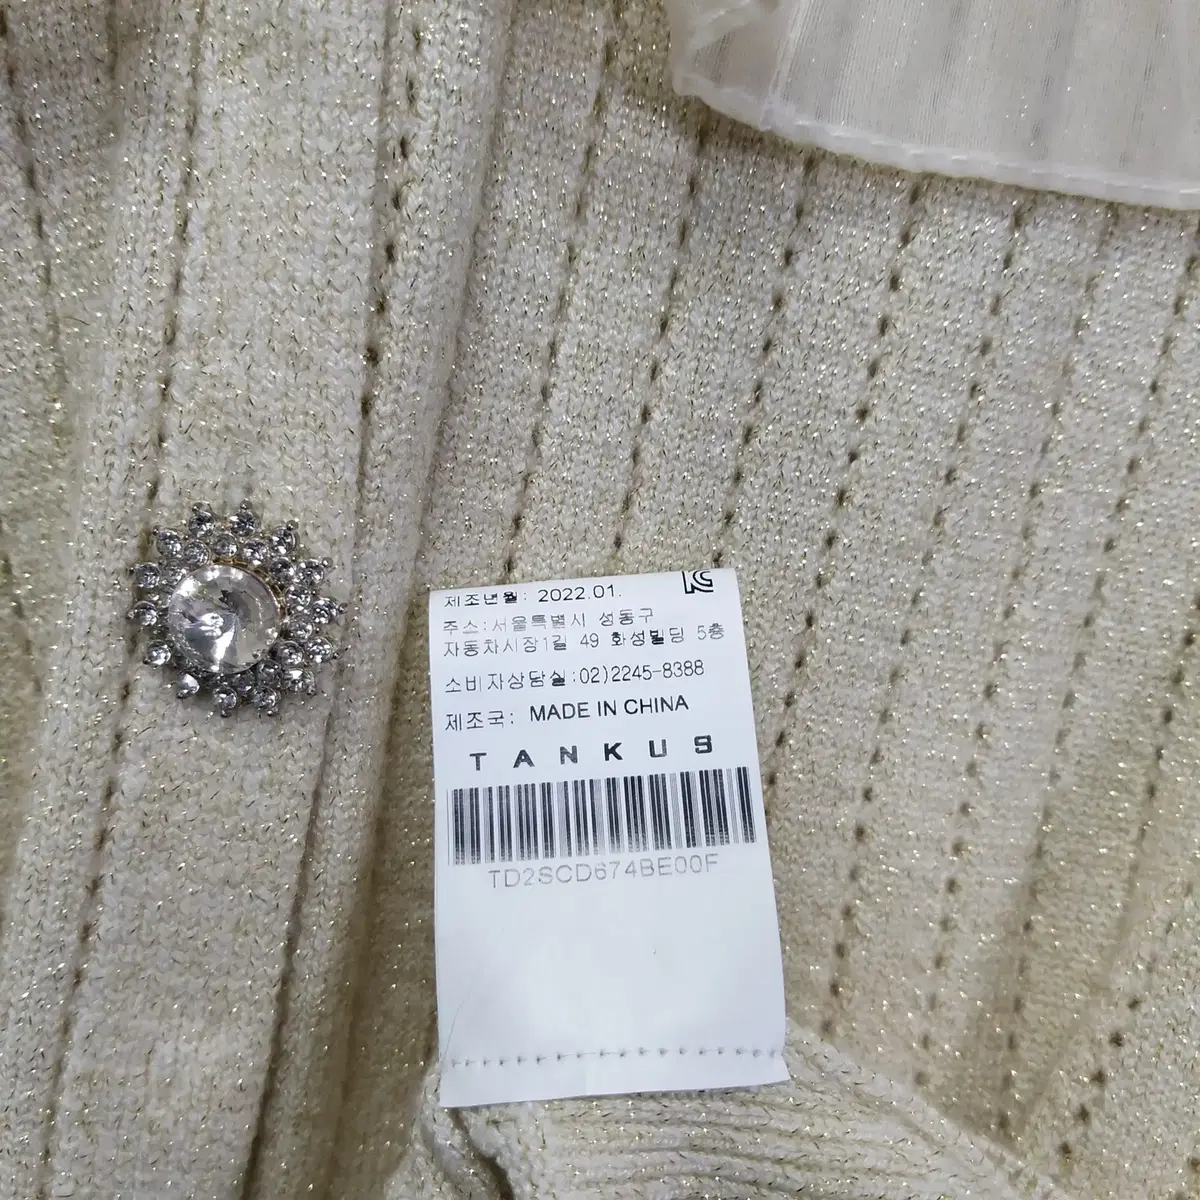 제조년월: 2022.01.
주소:서울특별시 성동구
자동차시장1길 49 화성빌딩 5층
소비자상담실:02)2245-8388
제조국: MADE IN CHINA
TANKUS
TD2SCD674BE00F